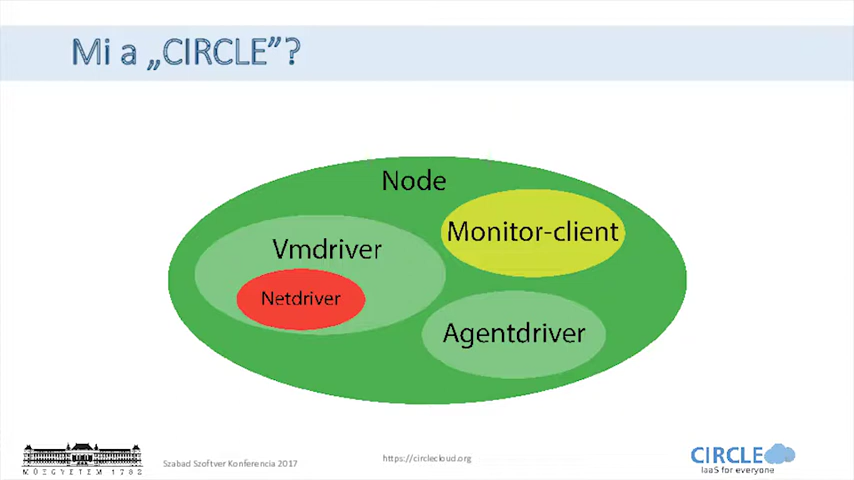 Mi a „CIRCLE”?
Node
Monitor-client
Vmdriver
Netdriver
Agentdriver
MŰEGYETEM 1782
Szabad Szoftver Konferencia 2017
https://circlecloud.org
CIRCLE
IaaS for everyone